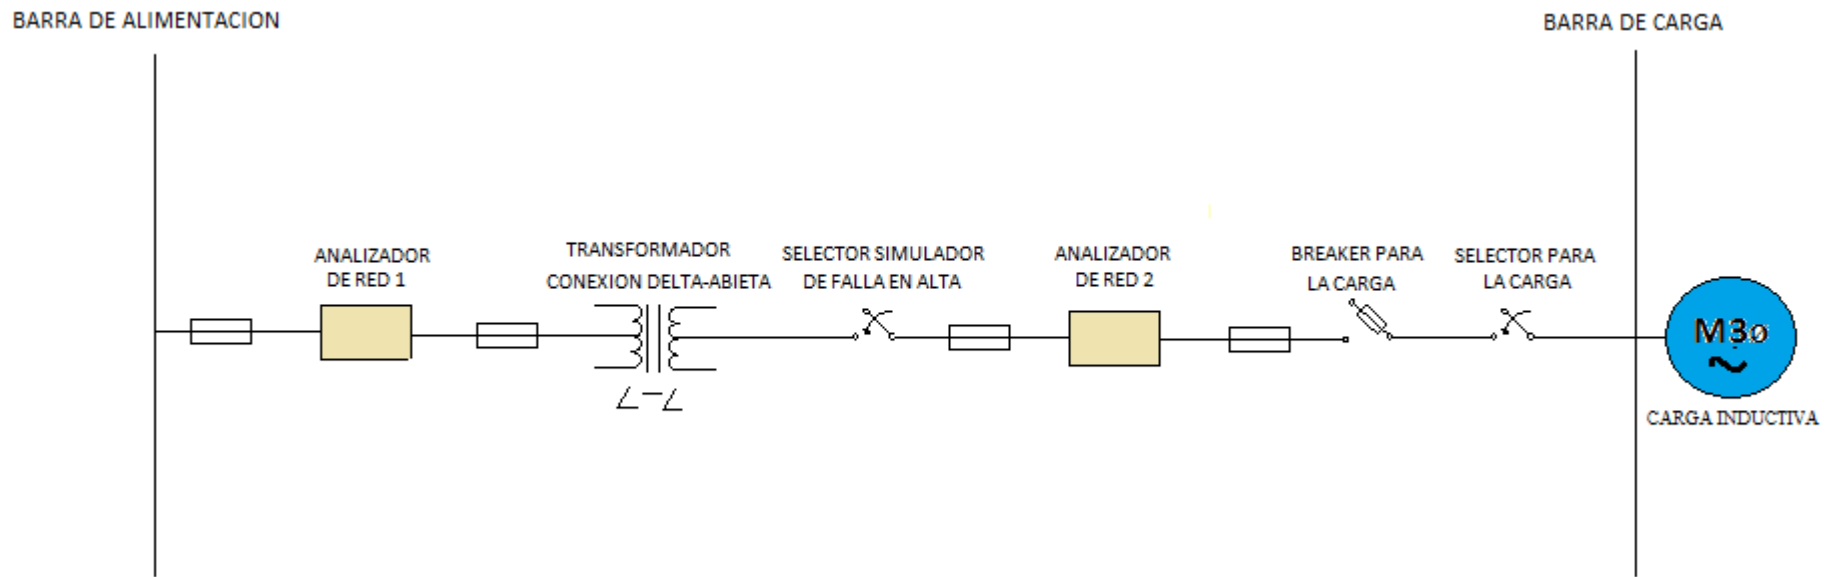 BARRA DE ALIMENTACION
BARRA DE CARGA
ANALIZADOR
DE RED 1
TRANSFORMADOR
CONEXION DELTA-ABIETA
SELECTOR SIMULADOR
DE FALLA EN ALTA
ANALIZADOR
DE RED 2
BREAKER PARA
LA CARGA
SELECTOR PARA
LA CARGA
M3ø
CARGA INDUCTIVA